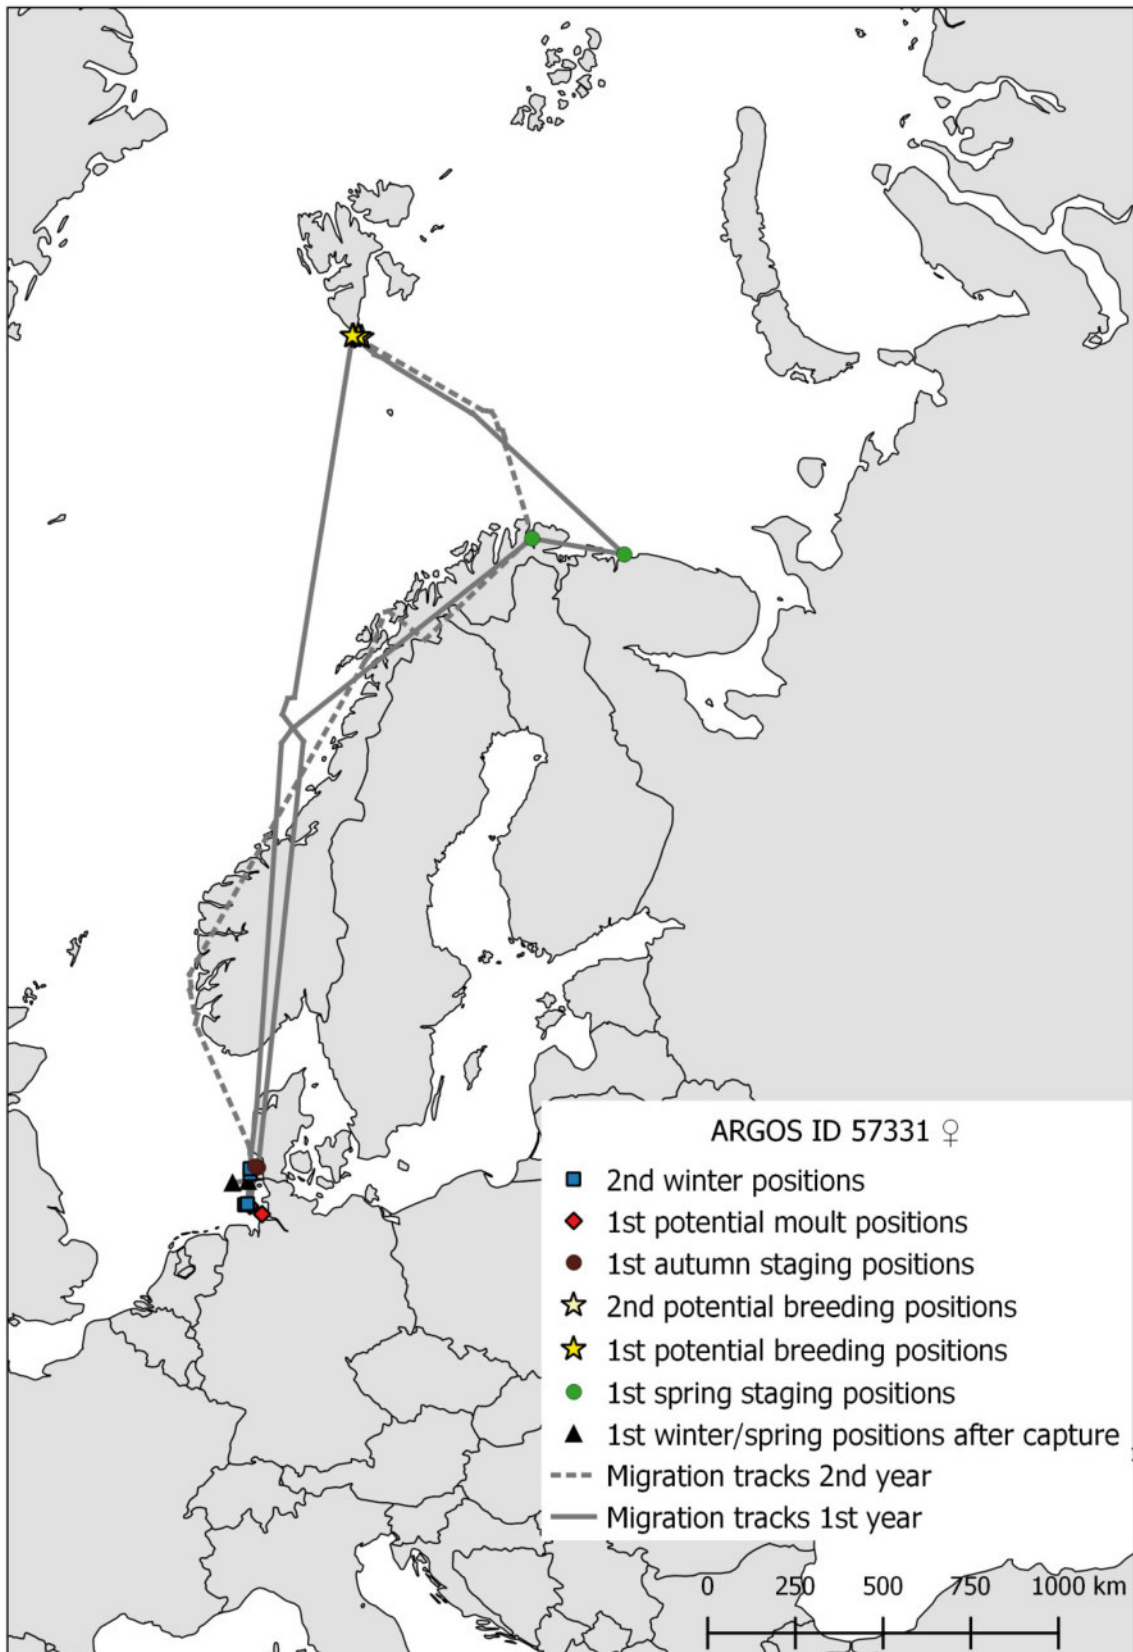 ARGOS ID 57331 ♀
2nd winter positions
1st potential moult positions
1st autumn staging positions
2nd potential breeding positions
1st potential breeding positions
1st spring staging positions
1st winter/spring positions after capture
Migration tracks 2nd year
Migration tracks 1st year
0 250 500 750 1000 km